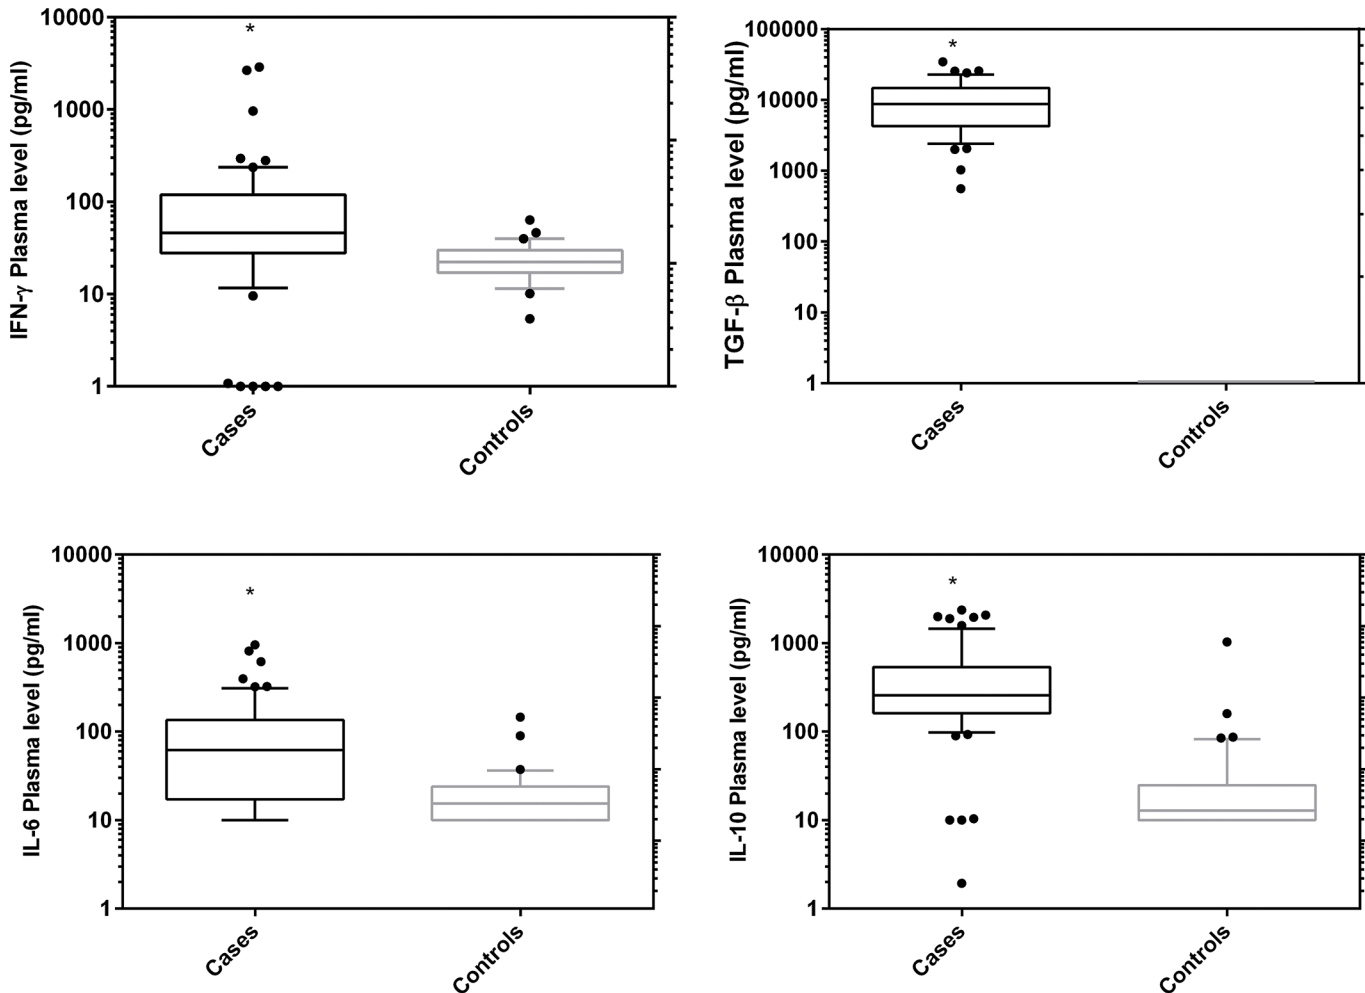 10000
1000
100
10
1
IFN-γ Plasma level (pg/ml)
*
Cases
Controls
100000
10000
1000
100
10
1
TGF-β Plasma level (pg/ml)
*
Cases
Controls
10000
1000
100
10
1
IL-6 Plasma level (pg/ml)
*
Cases
Controls
10000
1000
100
10
1
IL-10 Plasma level (pg/ml)
*
Cases
Controls